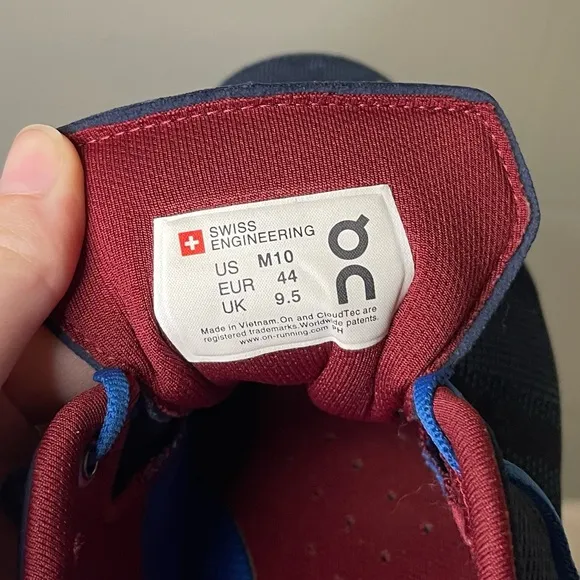 SWISS
ENGINEERING
US M10
EUR 44
UK 9.5
On
Made in Vietnam.On and CloudTec are
registered trademarks.Worldwide patents.
www.on-running.com